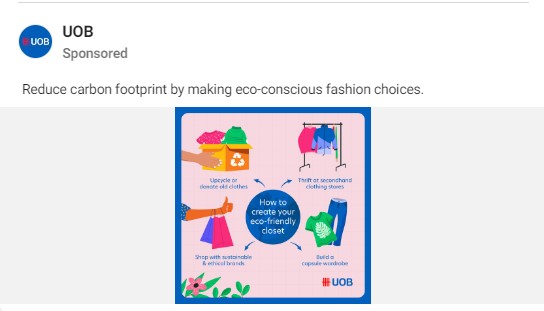 UOB
UOB
Sponsored
Reduce carbon footprint by making eco-conscious fashion choices.
Upcycle or
donate old clothes
Thrift at secondhand
clothing stores
How to
create your
eco-friendly
closet
Shop with sustainable
& ethical brands
Build a
capsule wardrobe
UOB